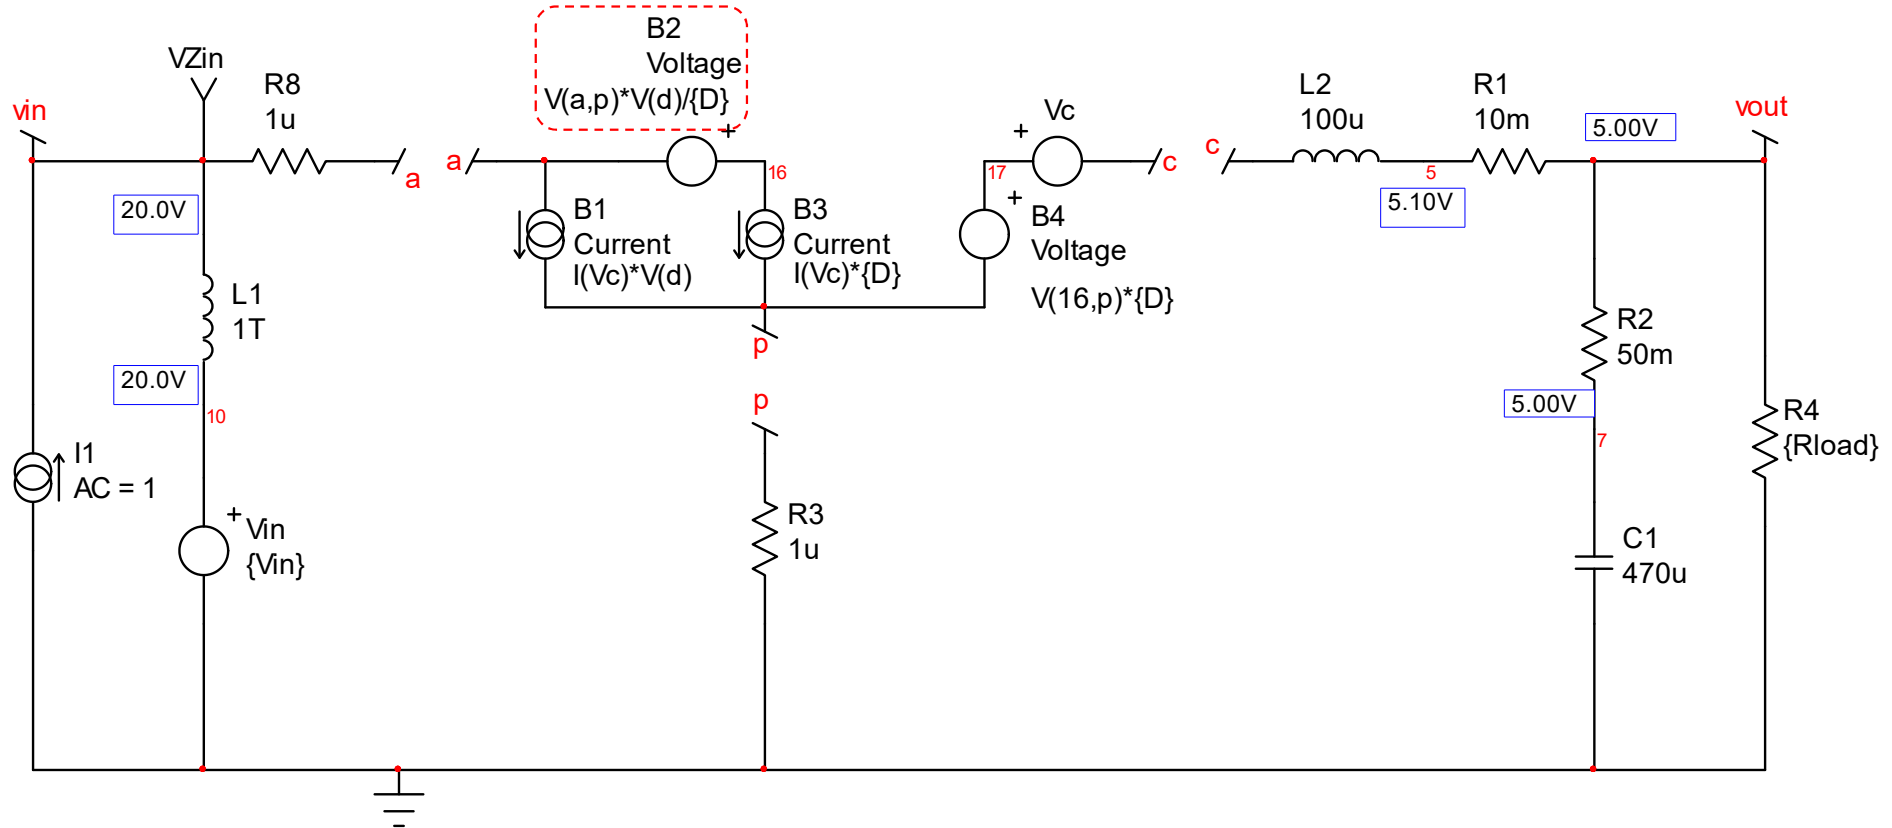 B2
Voltage
V(a,p)*V(d)/{D}
+
VZin
R8
1u
vin
a
a
16
B1
Current
I(Vc)*V(d)
B3
Current
I(Vc)*{D}
Vc
+
17
+
B4
Voltage
V(16,p)*{D}
c
c
L2
100u
5
5.10V
R1
10m
5.00V
vout
20.0V
L1
1T
20.0V
10
I1
AC = 1
+
Vin
{Vin}
p
p
R3
1u
R2
50m
5.00V
7
R4
{Rload}
C1
470u